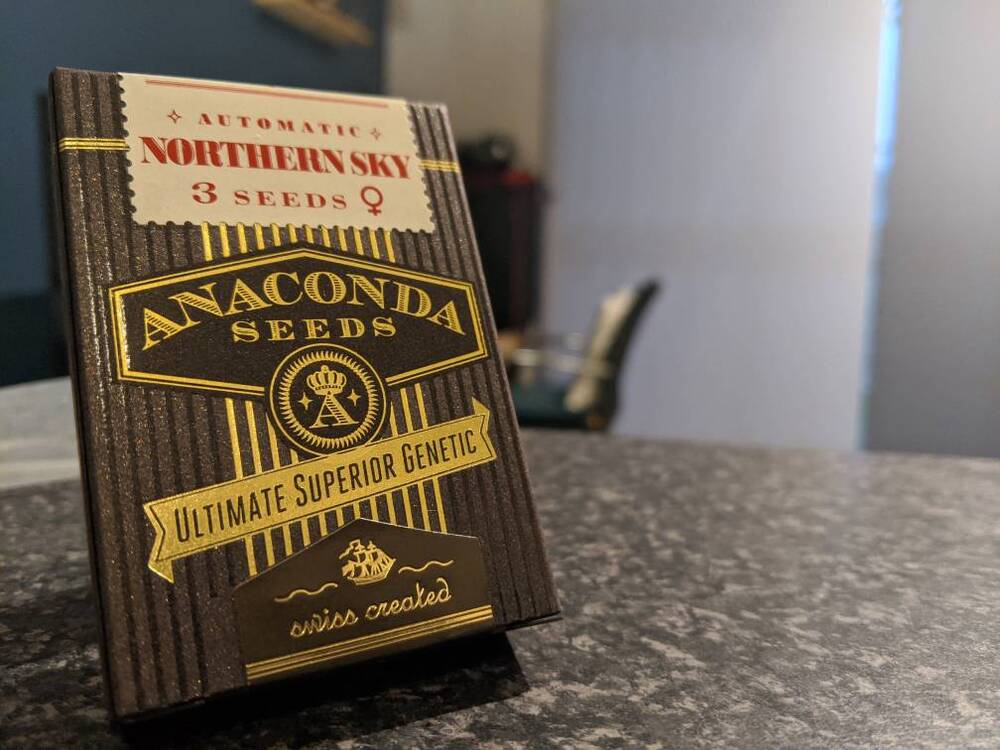 AUTOMATIC
NORTHERN SKY
3 SEEDS ♀
ANACONDA
SEEDS
A
ULTIMATE SUPERIOR GENETIC
swiss created